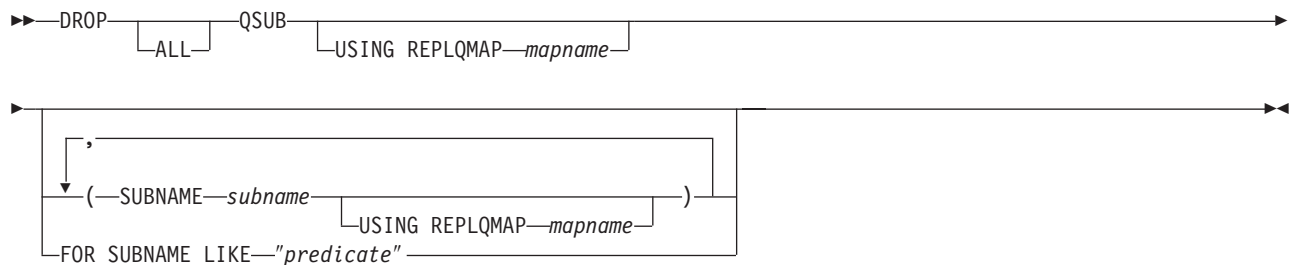 DROP ALL QSUB USING REPLQMAP mapname
,
( SUBNAME subname USING REPLQMAP mapname )
FOR SUBNAME LIKE "predicate"